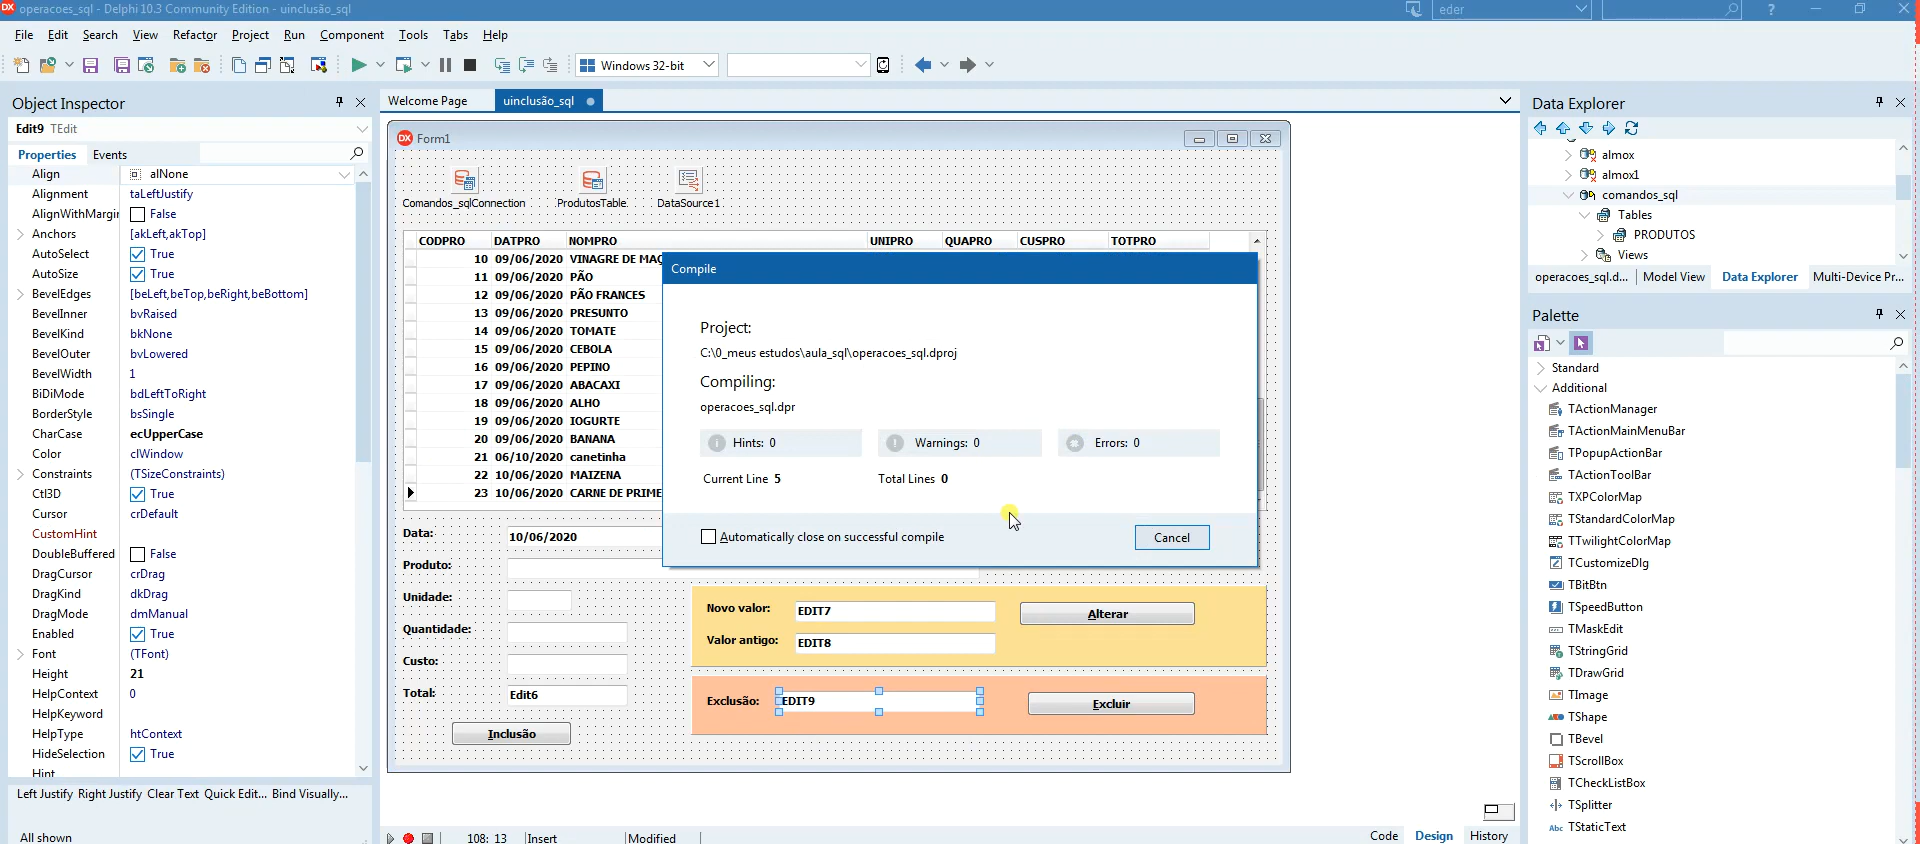 operacoes_sql - Delphi 10.3 Community Edition - uinclusão_sql
eder
File Edit Search View Refactor Project Run Component Tools Tabs Help
Windows 32-bit
Object Inspector
Edit9 TEdit
Properties Events
Align alNone
Alignment taLeftJustify
AlignWithMargin False
Anchors [akLeft,akTop]
AutoSelect True
AutoSize True
BevelEdges [beLeft,beTop,beRight,beBottom]
BevelInner bvRaised
BevelKind bkNone
BevelOuter bvLowered
BevelWidth 1
BiDiMode bdLeftToRight
BorderStyle bsSingle
CharCase ecUpperCase
Color clWindow
Constraints (TSizeConstraints)
Ctl3D True
Cursor crDefault
CustomHint
DoubleBuffered False
DragCursor crDrag
DragKind dkDrag
DragMode dmManual
Enabled True
Font (TFont)
Height 21
HelpContext 0
HelpKeyword
HelpType htContext
HideSelection True
Hint
Left Justify Right Justify Clear Text Quick Edit... Bind Visually...
All shown
Welcome Page uinclusão_sql
Form1
Comandos_sqlConnection ProdutosTable DataSource1
CODPRO DATPRO NOMPRO UNIPRO QUAPRO CUSPRO TOTPRO
10 09/06/2020 VINAGRE DE MAÇ
11 09/06/2020 PÃO
12 09/06/2020 PÃO FRANCES
13 09/06/2020 PRESUNTO
14 09/06/2020 TOMATE
15 09/06/2020 CEBOLA
16 09/06/2020 PEPINO
17 09/06/2020 ABACAXI
18 09/06/2020 ALHO
19 09/06/2020 IOGURTE
20 09/06/2020 BANANA
21 06/10/2020 canetinha
22 10/06/2020 MAIZENA
23 10/06/2020 CARNE DE PRIME
Compile
Project:
C:\0_meus estudos\aula_sql\operacoes_sql.dproj
Compiling:
operacoes_sql.dpr
Hints: 0 Warnings: 0 Errors: 0
Current Line 5 Total Lines 0
Automatically close on successful compile Cancel
Data: 10/06/2020
Produto:
Unidade:
Quantidade:
Custo:
Total: Edit6
Inclusão
Novo valor: EDIT7 Alterar
Valor antigo: EDIT8
Exclusão: EDIT9 Excluir
108: 13 Insert Modified
Code Design History
Data Explorer
almox
almox1
comandos_sql
Tables
PRODUTOS
Views
operacoes_sql.d... Model View Data Explorer Multi-Device Pr...
Palette
Standard
Additional
TActionManager
TActionMainMenuBar
TPopupActionBar
TActionToolBar
TXPColorMap
TStandardColorMap
TTwilightColorMap
TCustomizeDlg
TBitBtn
TSpeedButton
TMaskEdit
TStringGrid
TDrawGrid
TImage
TShape
TBevel
TScrollBox
TCheckListBox
TSplitter
TStaticText